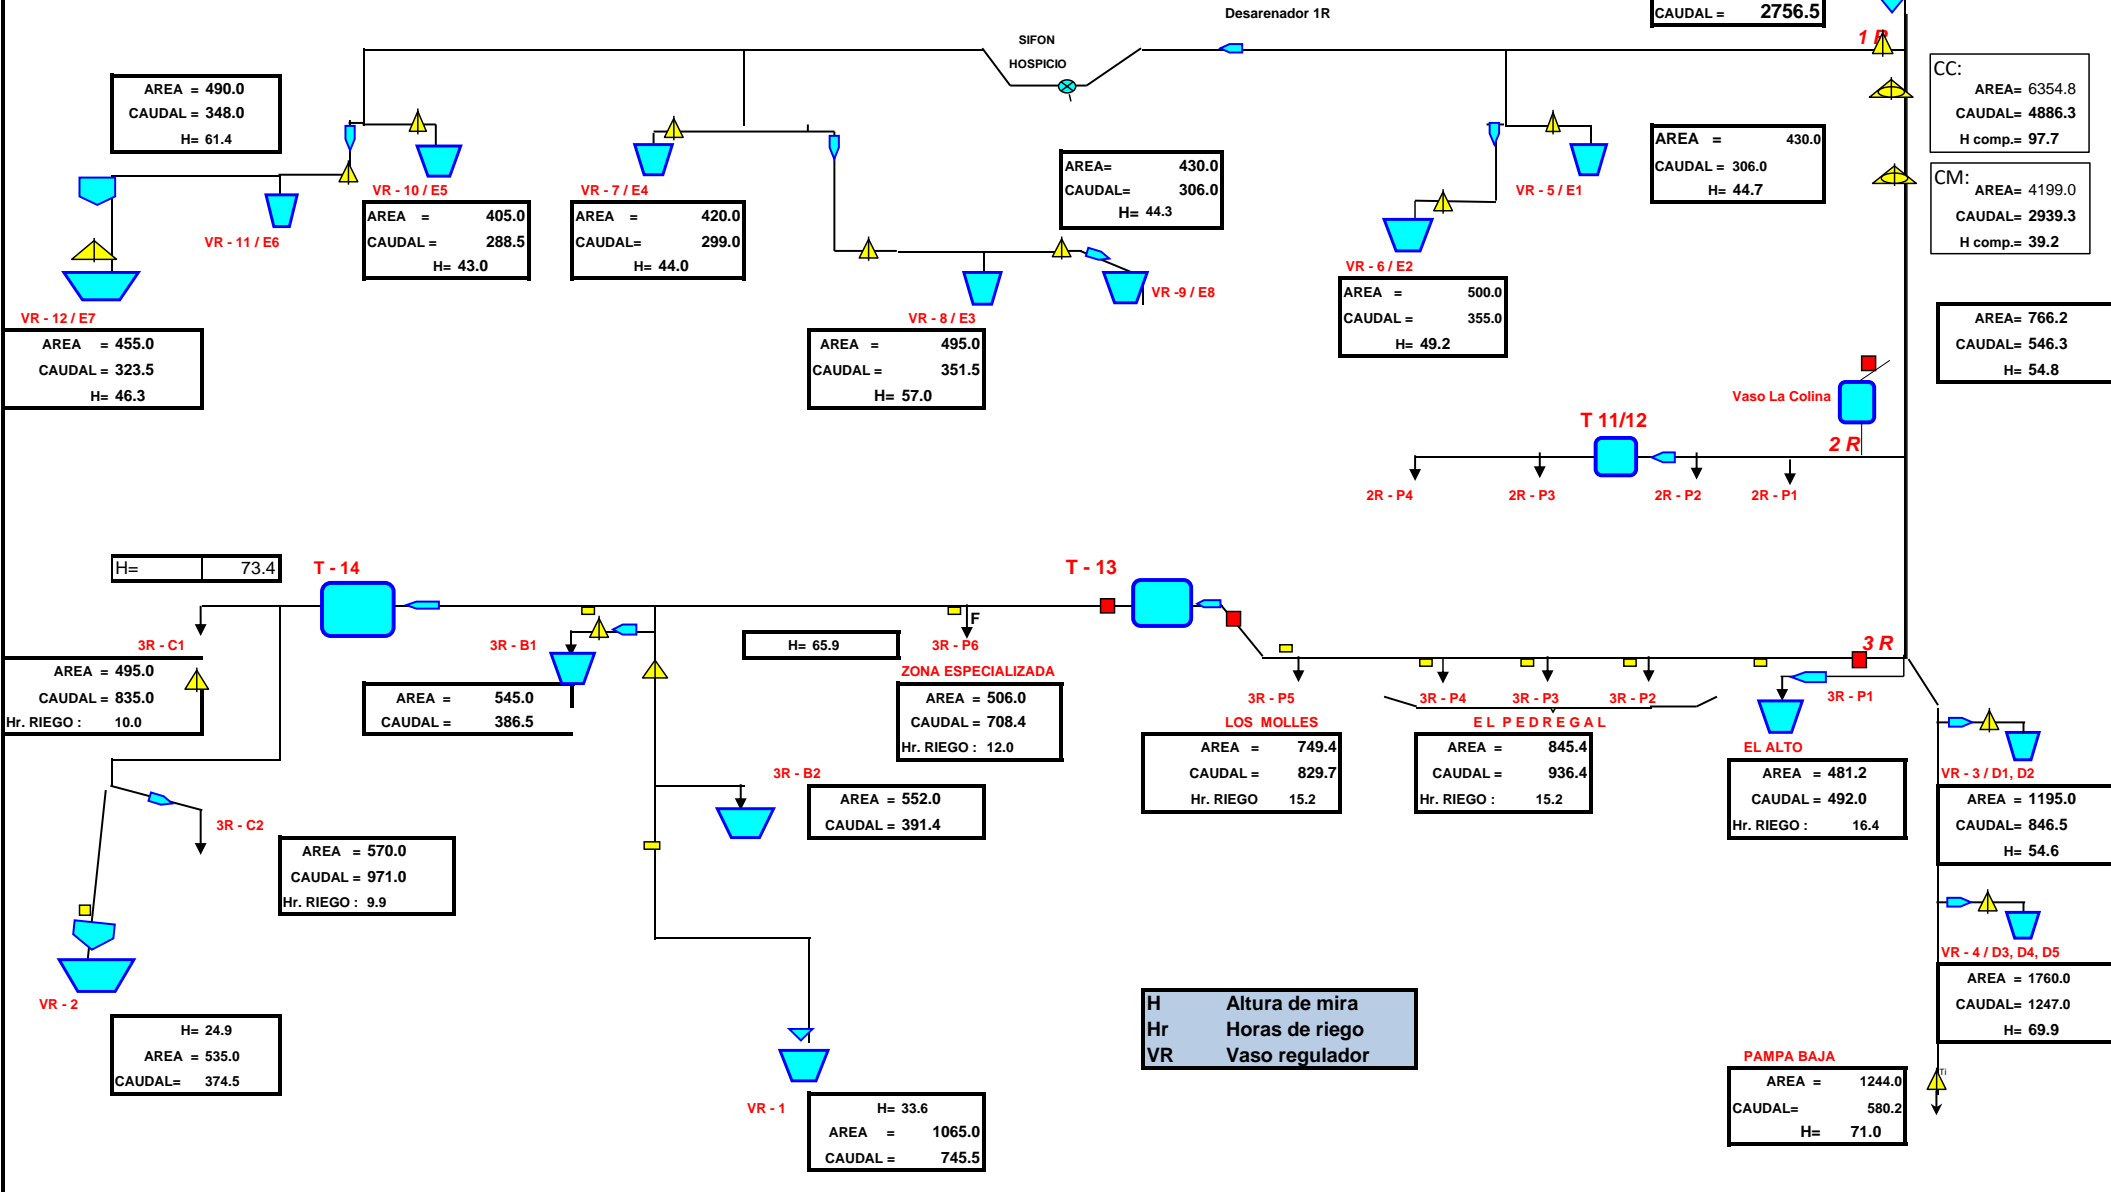 Desarenador 1R
CAUDAL = 2756.5
1 R
SIFON
HOSPICIO
CC:
AREA= 6354.8
CAUDAL= 4886.3
H comp.= 97.7
AREA = 490.0
CAUDAL = 348.0
H= 61.4
AREA = 430.0
CAUDAL = 306.0
H= 44.7
AREA= 430.0
CAUDAL= 306.0
H= 44.3
CM:
AREA= 4199.0
CAUDAL= 2939.3
H comp.= 39.2
VR - 10 / E5
VR - 7 / E4
VR - 5 / E1
AREA = 405.0
CAUDAL = 288.5
H= 43.0
AREA = 420.0
CAUDAL= 299.0
H= 44.0
VR - 11 / E6
VR - 6 / E2
AREA = 500.0
CAUDAL = 355.0
H= 49.2
VR -9 / E8
VR - 12 / E7
AREA = 455.0
CAUDAL = 323.5
H= 46.3
VR - 8 / E3
AREA = 495.0
CAUDAL = 351.5
H= 57.0
AREA= 766.2
CAUDAL= 546.3
H= 54.8
Vaso La Colina
T 11/12
2 R
2R - P4
2R - P3
2R - P2
2R - P1
H= 73.4
T - 14
T - 13
F
3R - C1
3R - B1
H= 65.9
3R - P6
3 R
AREA = 495.0
CAUDAL = 835.0
Hr. RIEGO : 10.0
AREA = 545.0
CAUDAL = 386.5
ZONA ESPECIALIZADA
AREA = 506.0
CAUDAL = 708.4
Hr. RIEGO : 12.0
3R - P5
3R - P4
3R - P3
3R - P2
3R - P1
LOS MOLLES
AREA = 749.4
CAUDAL = 829.7
Hr. RIEGO 15.2
EL PEDREGAL
AREA = 845.4
CAUDAL = 936.4
Hr. RIEGO : 15.2
EL ALTO
AREA = 481.2
CAUDAL = 492.0
Hr. RIEGO : 16.4
VR - 3 / D1, D2
AREA = 1195.0
CAUDAL= 846.5
H= 54.6
3R - B2
AREA = 552.0
CAUDAL = 391.4
3R - C2
AREA = 570.0
CAUDAL = 971.0
Hr. RIEGO : 9.9
VR - 4 / D3, D4, D5
AREA = 1760.0
CAUDAL= 1247.0
H= 69.9
VR - 2
H= 24.9
AREA = 535.0
CAUDAL= 374.5
H Altura de mira
Hr Horas de riego
VR Vaso regulador
PAMPA BAJA
AREA = 1244.0
CAUDAL= 580.2
H= 71.0
VR - 1
H= 33.6
AREA = 1065.0
CAUDAL = 745.5